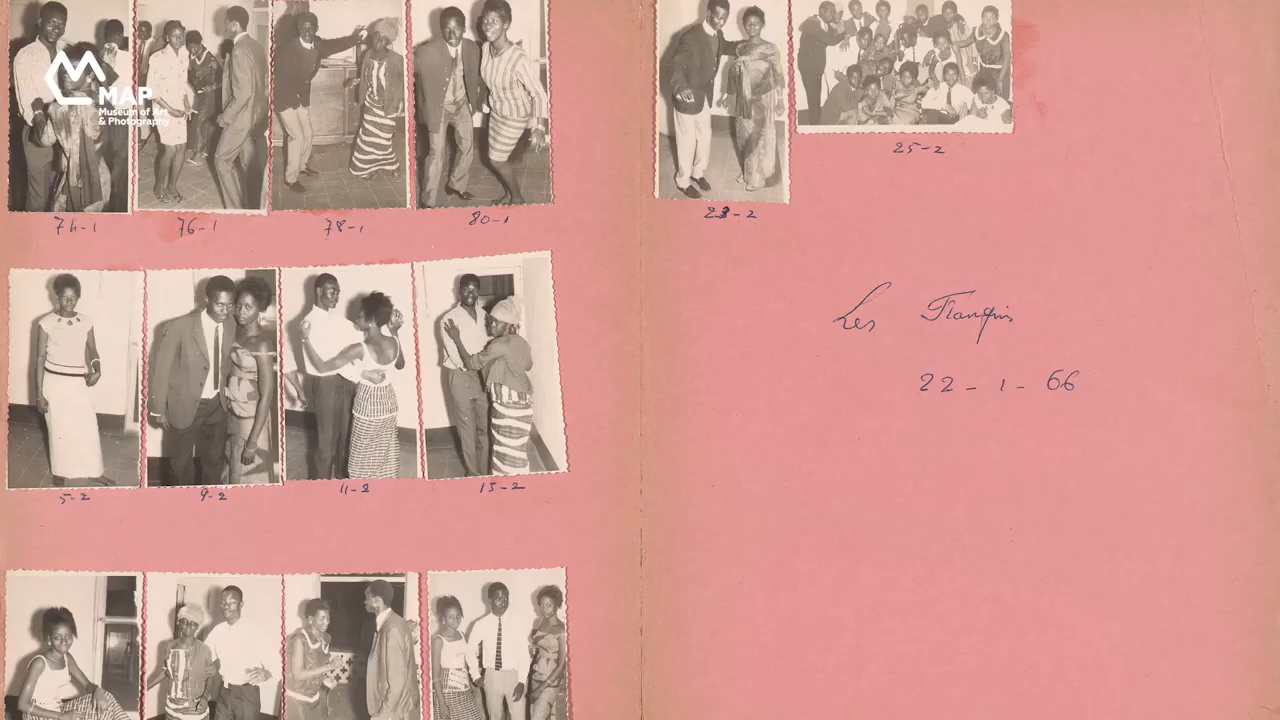 MAP
Museum of Art
& Photography
74-1
76-1
78-1
80-1
23-2
25-2
5-2
9-2
11-2
15-2
Les
22-1-66